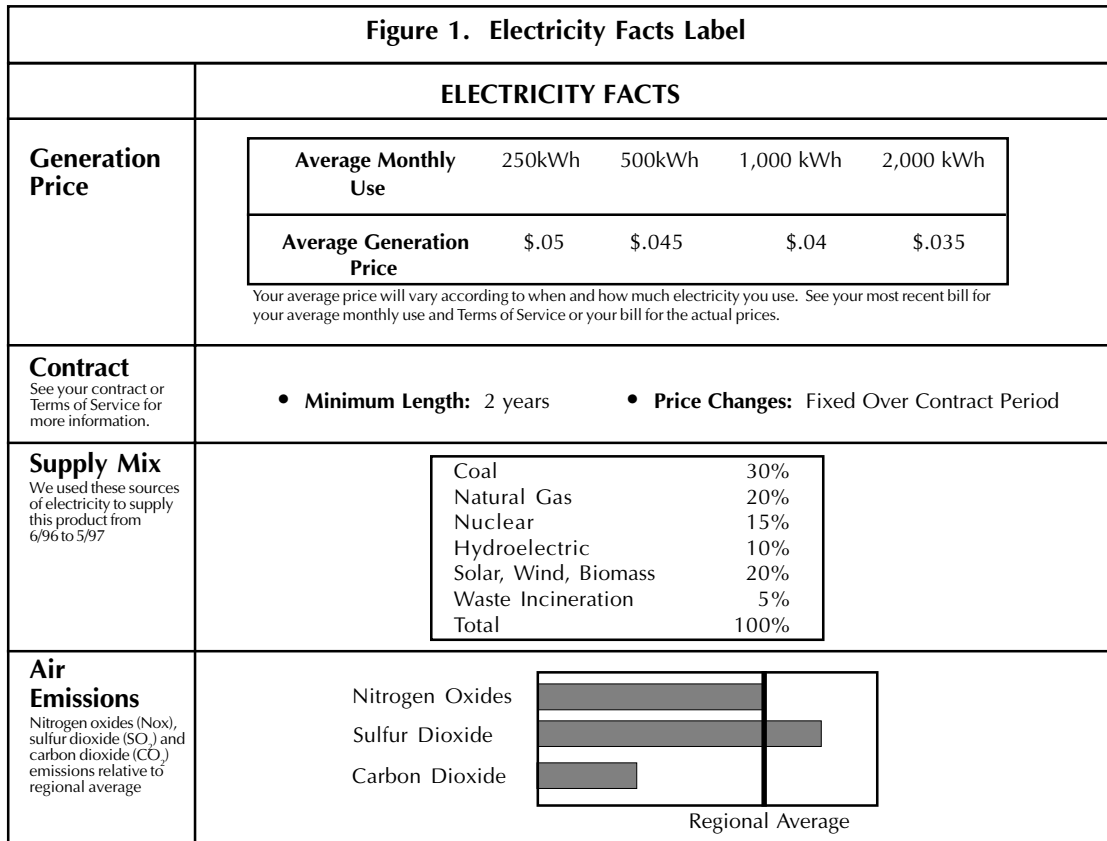 Figure 1. Electricity Facts Label
ELECTRICITY FACTS
Generation
Price
Average Monthly
Use
250kWh 500kWh 1,000 kWh 2,000 kWh
Average Generation
Price
$.05 $.045 $.04 $.035
Your average price will vary according to when and how much electricity you use. See your most recent bill for
your average monthly use and Terms of Service or your bill for the actual prices.
Contract
See your contract or
Terms of Service for
more information.
• Minimum Length: 2 years • Price Changes: Fixed Over Contract Period
Supply Mix
We used these sources
of electricity to supply
this product from
6/96 to 5/97
Coal 30%
Natural Gas 20%
Nuclear 15%
Hydroelectric 10%
Solar, Wind, Biomass 20%
Waste Incineration 5%
Total 100%
Air
Emissions
Nitrogen oxides (Nox),
sulfur dioxide (SO2) and
carbon dioxide (CO2)
emissions relative to
regional average
Nitrogen Oxides
Sulfur Dioxide
Carbon Dioxide
Regional Average